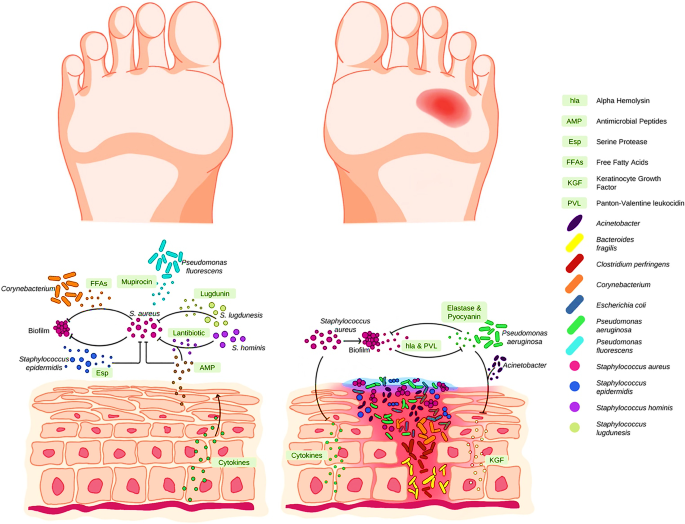 Pseudomonas
fluorescens
Corynebacterium
FFAs
Mupirocin
Lugdunin
S. aureus
S. lugdunesis
Biofilm
Lantibiotic
S. hominis
Staphylococcus
epidermidis
Esp
AMP
Cytokines
Elastase &
Pyocyanin
Staphylococcus
aureus
Pseudomonas
aeruginosa
Biofilm
hla & PVL
Acinetobacter
Cytokines
KGF
hla Alpha Hemolysin
AMP Antimicrobial Peptides
Esp Serine Protease
FFAs Free Fatty Acids
KGF Keratinocyte Growth
Factor
PVL Panton-Valentine leukocidin
Acinetobacter
Bacteroides
fragilis
Clostridium perfringens
Corynebacterium
Escherichia coli
Pseudomonas
aeruginosa
Pseudomonas
fluorescens
Staphylococcus aureus
Staphylococcus
epidermidis
Staphylococcus hominis
Staphylococcus
lugdunesis